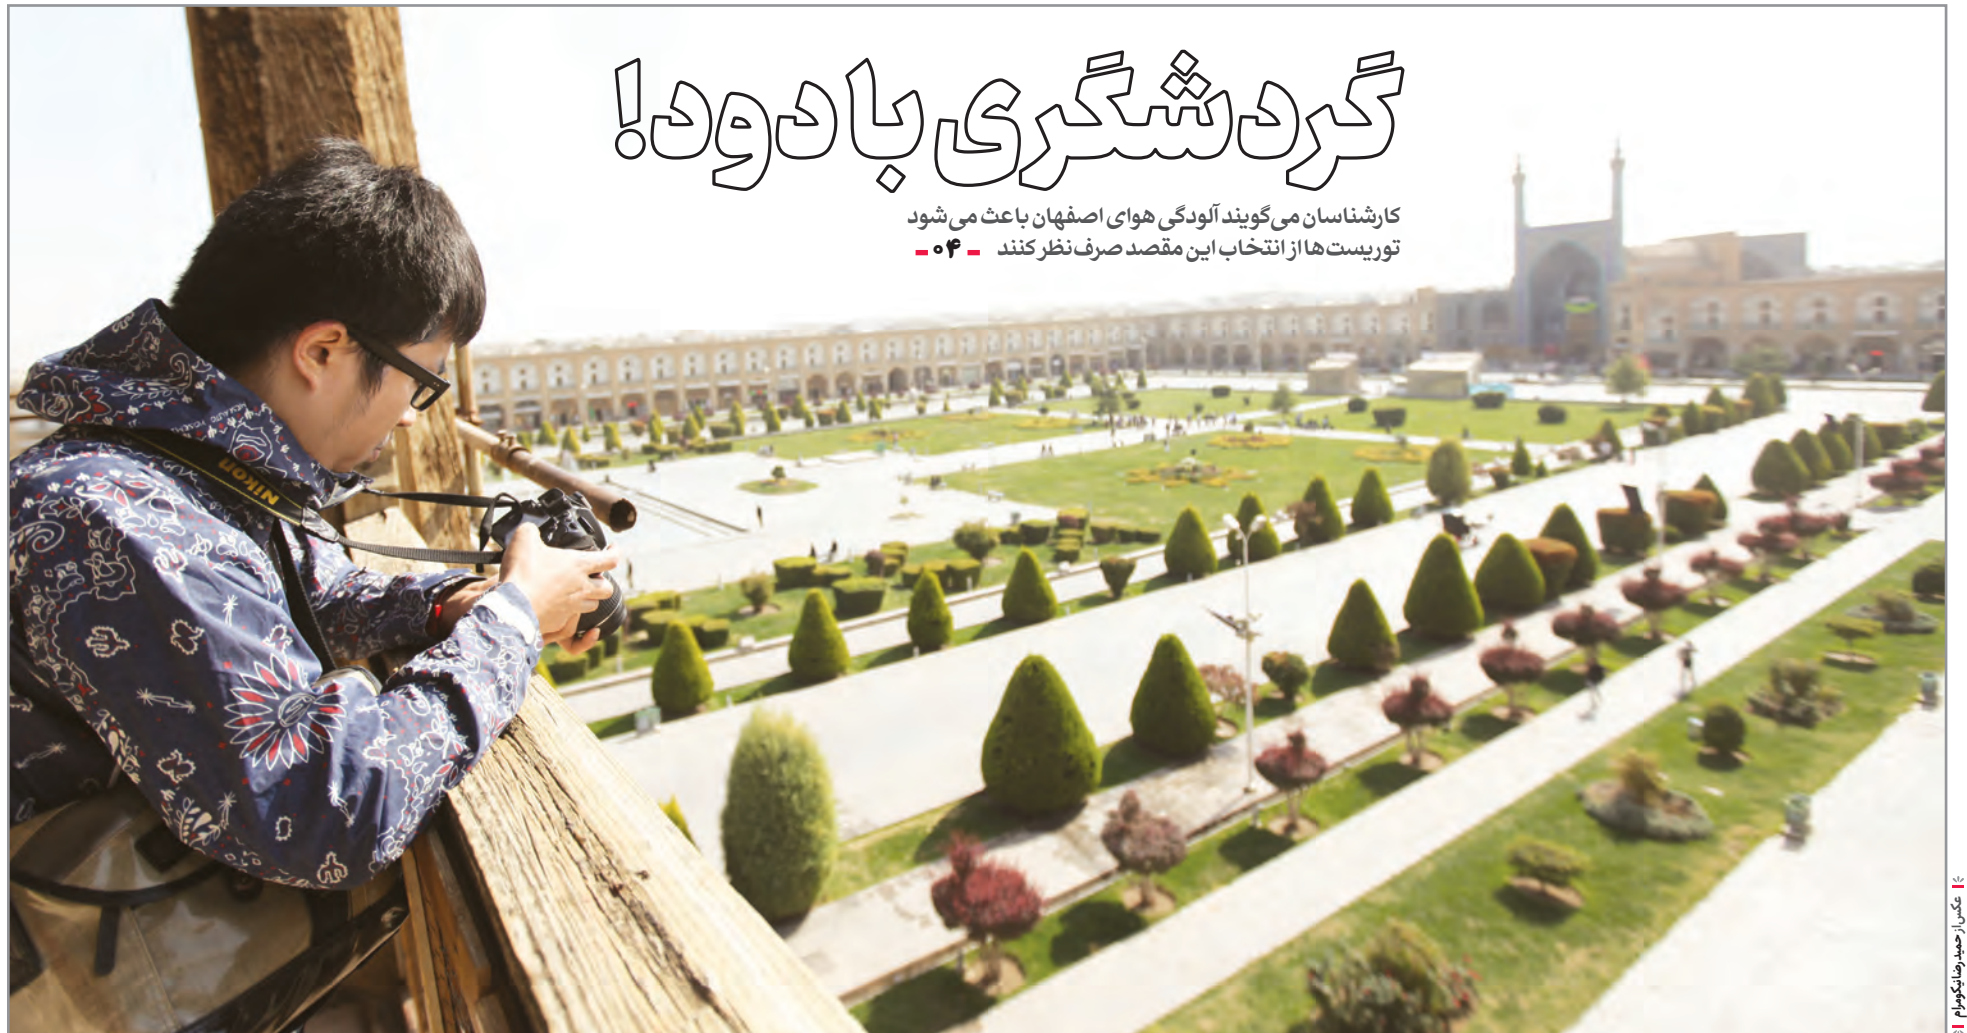 گردشگری با دود!
کارشناسان می‌گویند آلودگی هوای اصفهان باعث می‌شود
توریست‌ها از انتخاب این مقصد صرف‌نظر کنند - ۰۴ -
Nikon
عکس از حمیدرضا نیکومرام